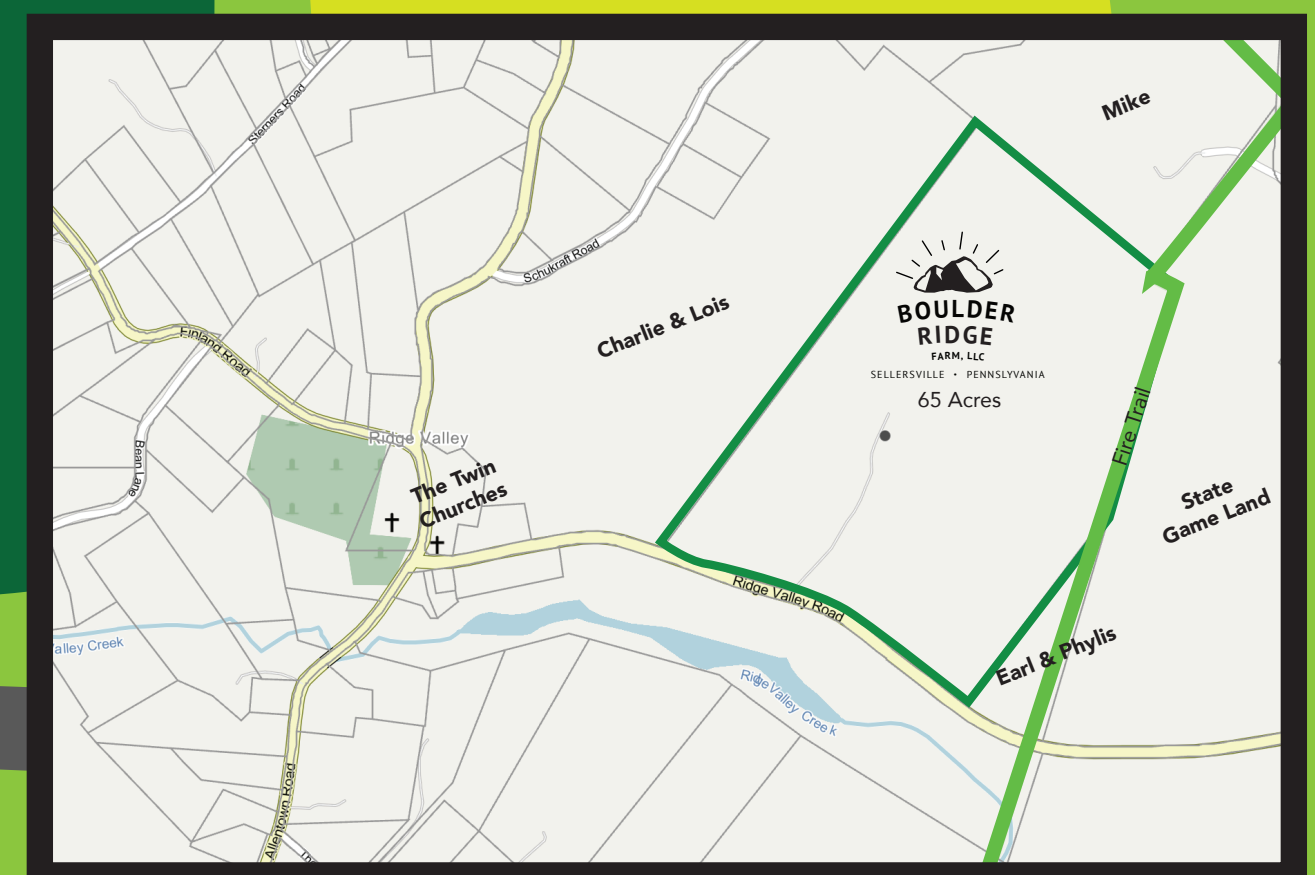 Mike
Sterners Road
Schukraft Road
BOULDER
RIDGE
FARM, LLC
SELLERSVILLE • PENNSLYVANIA
65 Acres
Charlie & Lois
Finland Road
Fire Trail
Ridge Valley
Bean Lane
The Twin
Churches
State
Game Land
Ridge Valley Road
alley Creek
Earl & Phylis
Ridge Valley Creek
Allentown Road